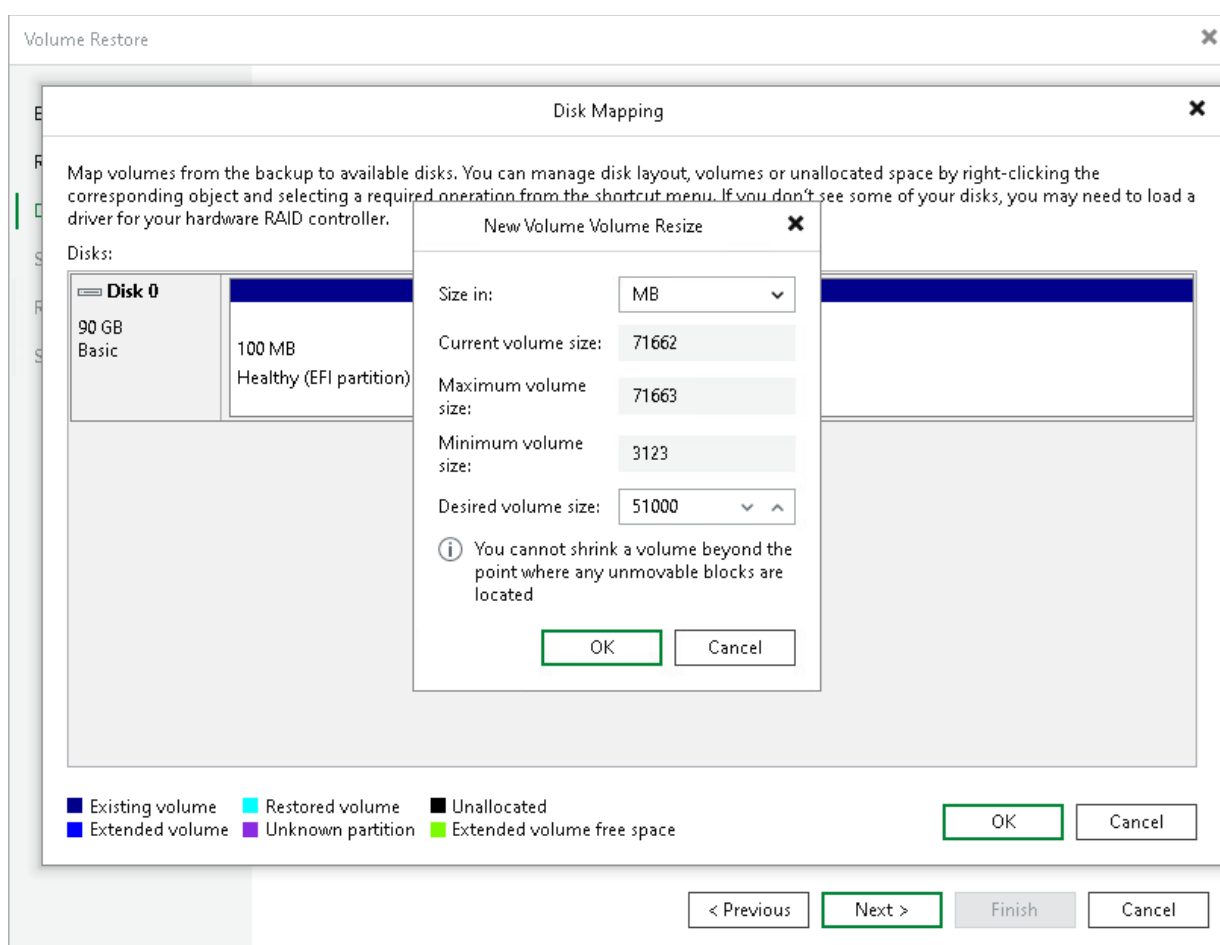 Volume Restore
Disk Mapping
Map volumes from the backup to available disks. You can manage disk layout, volumes or unallocated space by right-clicking the
corresponding object and selecting a required operation from the shortcut menu. If you don't see some of your disks, you may need to load a
driver for your hardware RAID controller.
Disks:
Disk 0
90 GB
Basic
100 MB
Healthy (EFI partition)
New Volume Volume Resize
Size in:
MB
Current volume size:
71662
Maximum volume
size:
71663
Minimum volume
size:
3123
Desired volume size:
51000
You cannot shrink a volume beyond the
point where any unmovable blocks are
located
OK
Cancel
Existing volume
Restored volume
Unallocated
Extended volume
Unknown partition
Extended volume free space
OK
Cancel
< Previous
Next >
Finish
Cancel